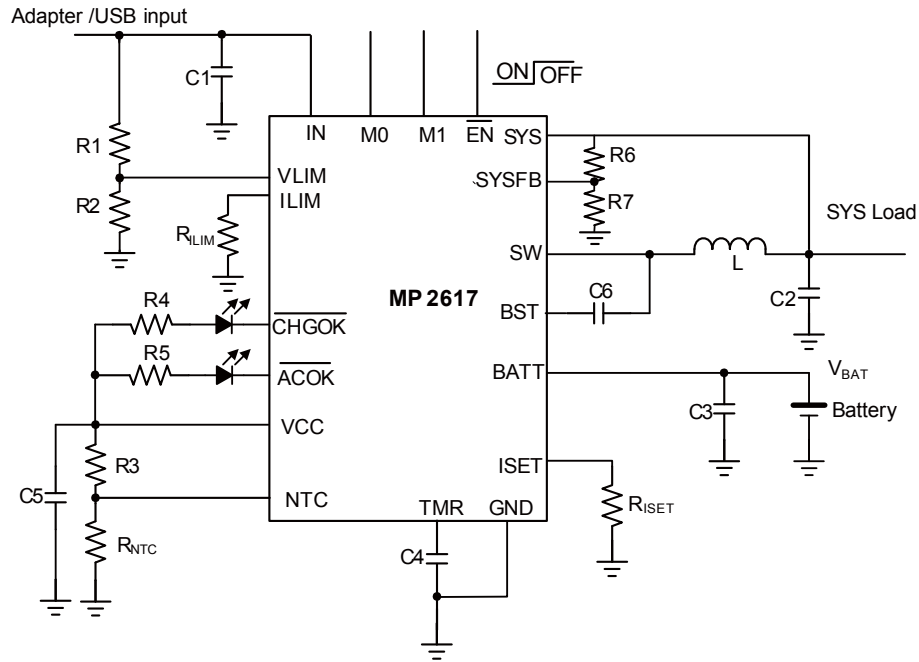 Adapter /USB input
C1
ON OFF
IN M0 M1 EN SYS
R1
R6
VLIM
SYSFB
ILIM
R2
R7
SYS Load
RILIM
SW
L
MP 2617
C6
C2
R4
BST
CHGOK
R5
ACOK
BATT
VBAT
C3
Battery
VCC
R3
ISET
C5
NTC
TMR
GND
RISET
RNTC
C4